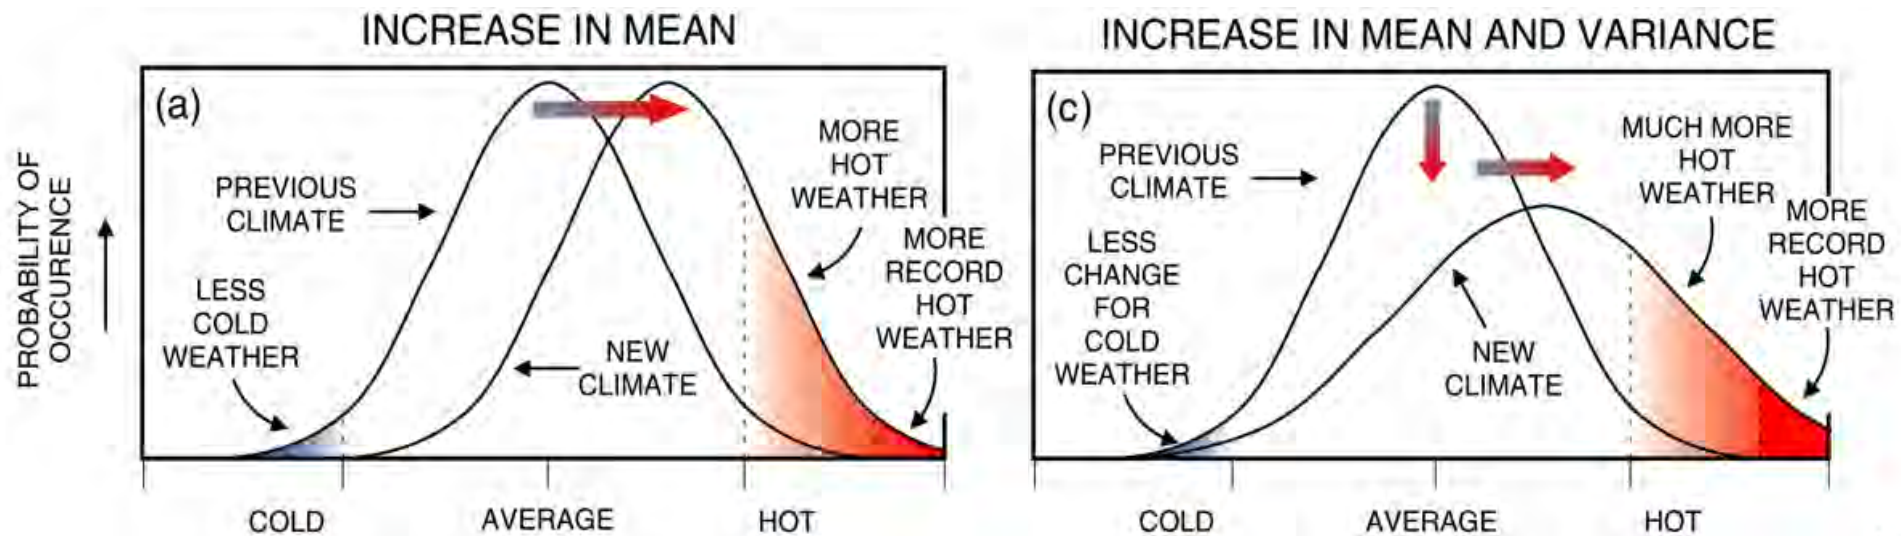 INCREASE IN MEAN
(a)
PROBABILITY OF
OCCURENCE
PREVIOUS
CLIMATE
LESS
COLD
WEATHER
NEW
CLIMATE
MORE
HOT
WEATHER
MORE
RECORD
HOT
WEATHER
COLD
AVERAGE
HOT
INCREASE IN MEAN AND VARIANCE
(c)
PREVIOUS
CLIMATE
LESS
CHANGE
FOR
COLD
WEATHER
NEW
CLIMATE
MUCH MORE
HOT
WEATHER
MORE
RECORD
HOT
WEATHER
COLD
AVERAGE
HOT